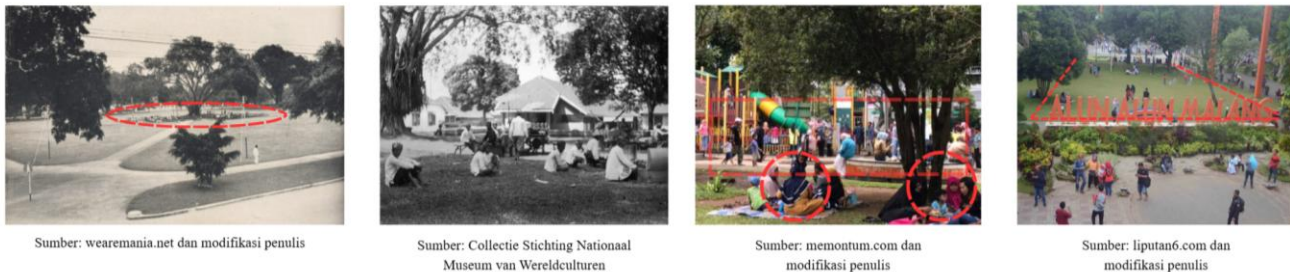 ALUN ALUN MALANG
Sumber: wearemania.net dan modifikasi penulis
Sumber: Collectie Stichting Nationaal
Museum van Wereldculturen
Sumber: memontum.com dan
modifikasi penulis
Sumber: liputan6.com dan
modifikasi penulis